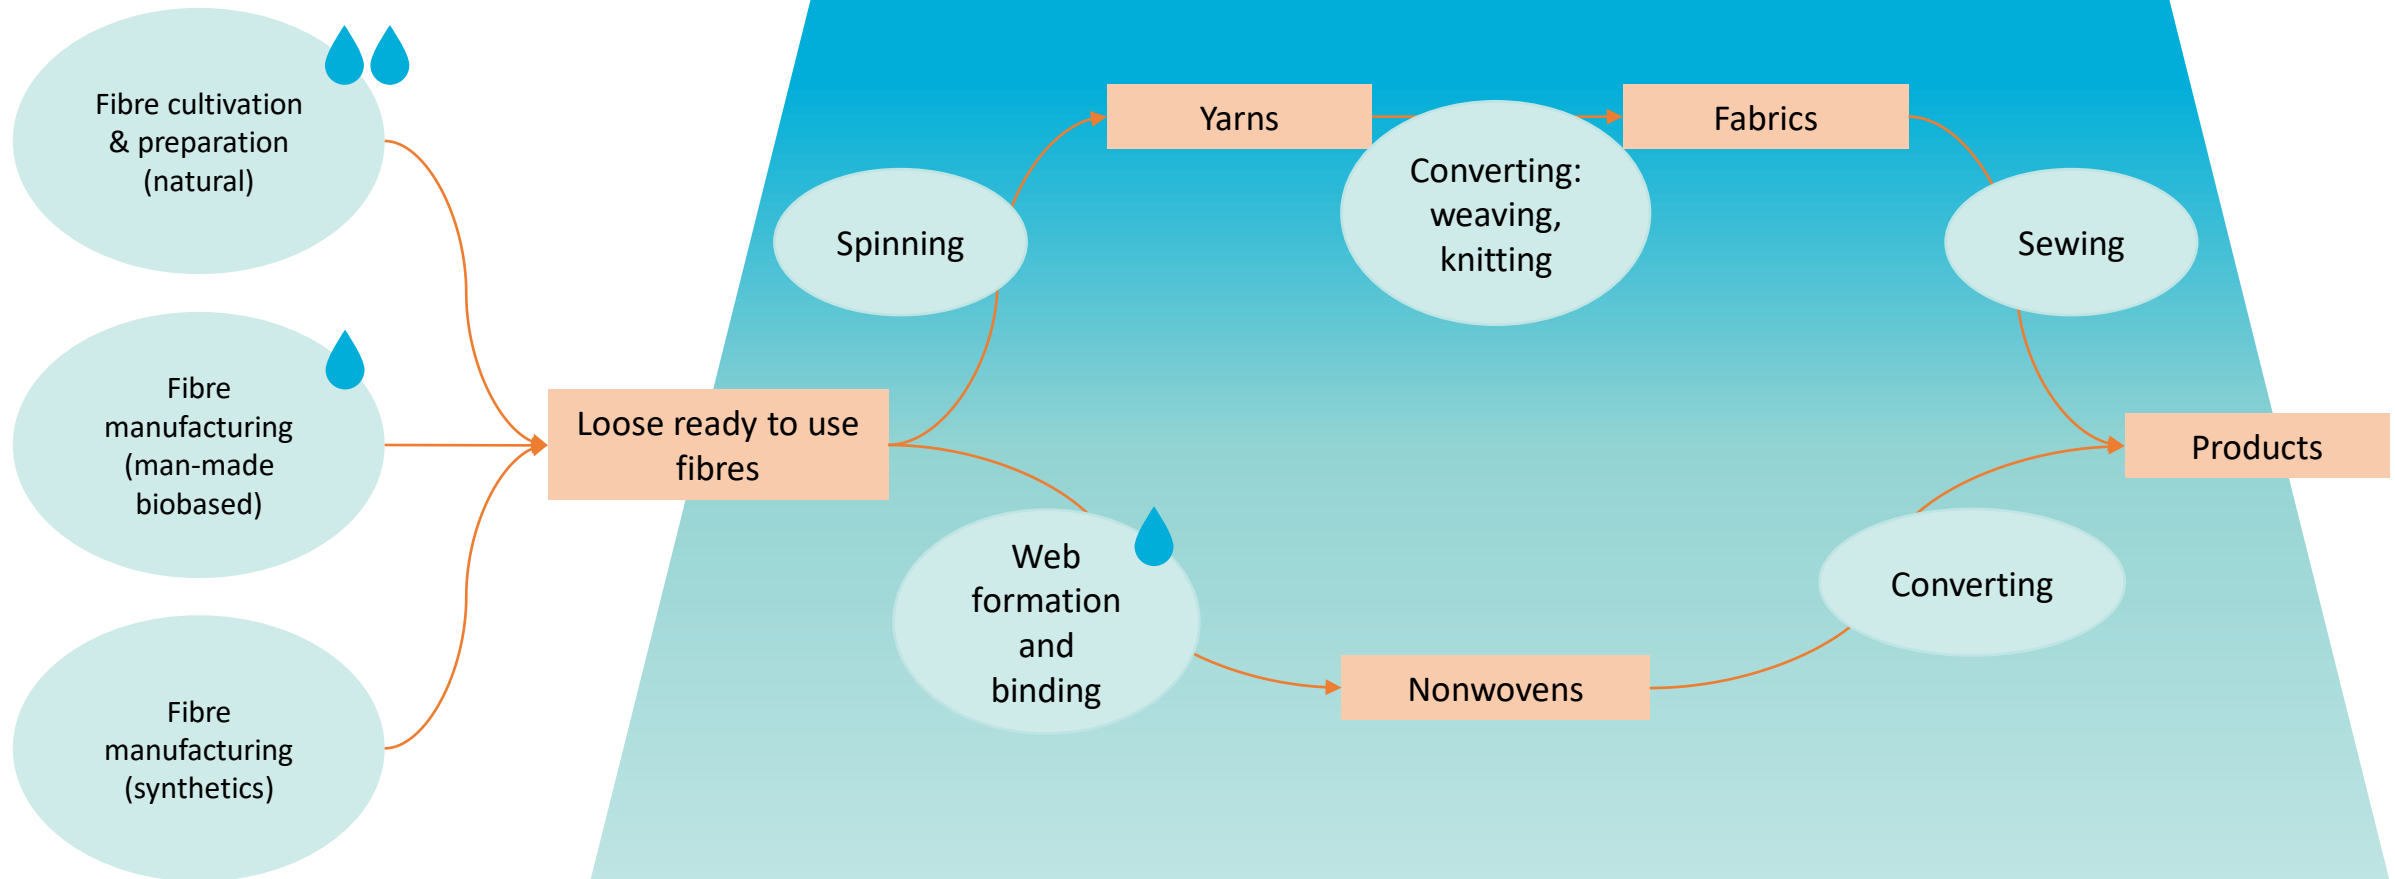 Fibre cultivation
& preparation
(natural)
Fibre
manufacturing
(man-made
biobased)
Fibre
manufacturing
(synthetics)
Loose ready to use
fibres
Spinning
Yarns
Converting:
weaving,
knitting
Fabrics
Sewing
Web
formation
and
binding
Nonwovens
Converting
Products